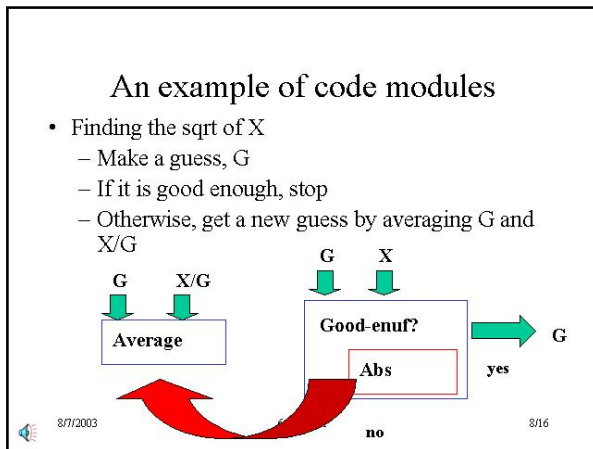 An example of code modules
• Finding the sqrt of X
– Make a guess, G
– If it is good enough, stop
– Otherwise, get a new guess by averaging G and
X/G
G X/G
G X
Average
Good-enuf?
Abs
G
yes
no
8/7/2003
8/16